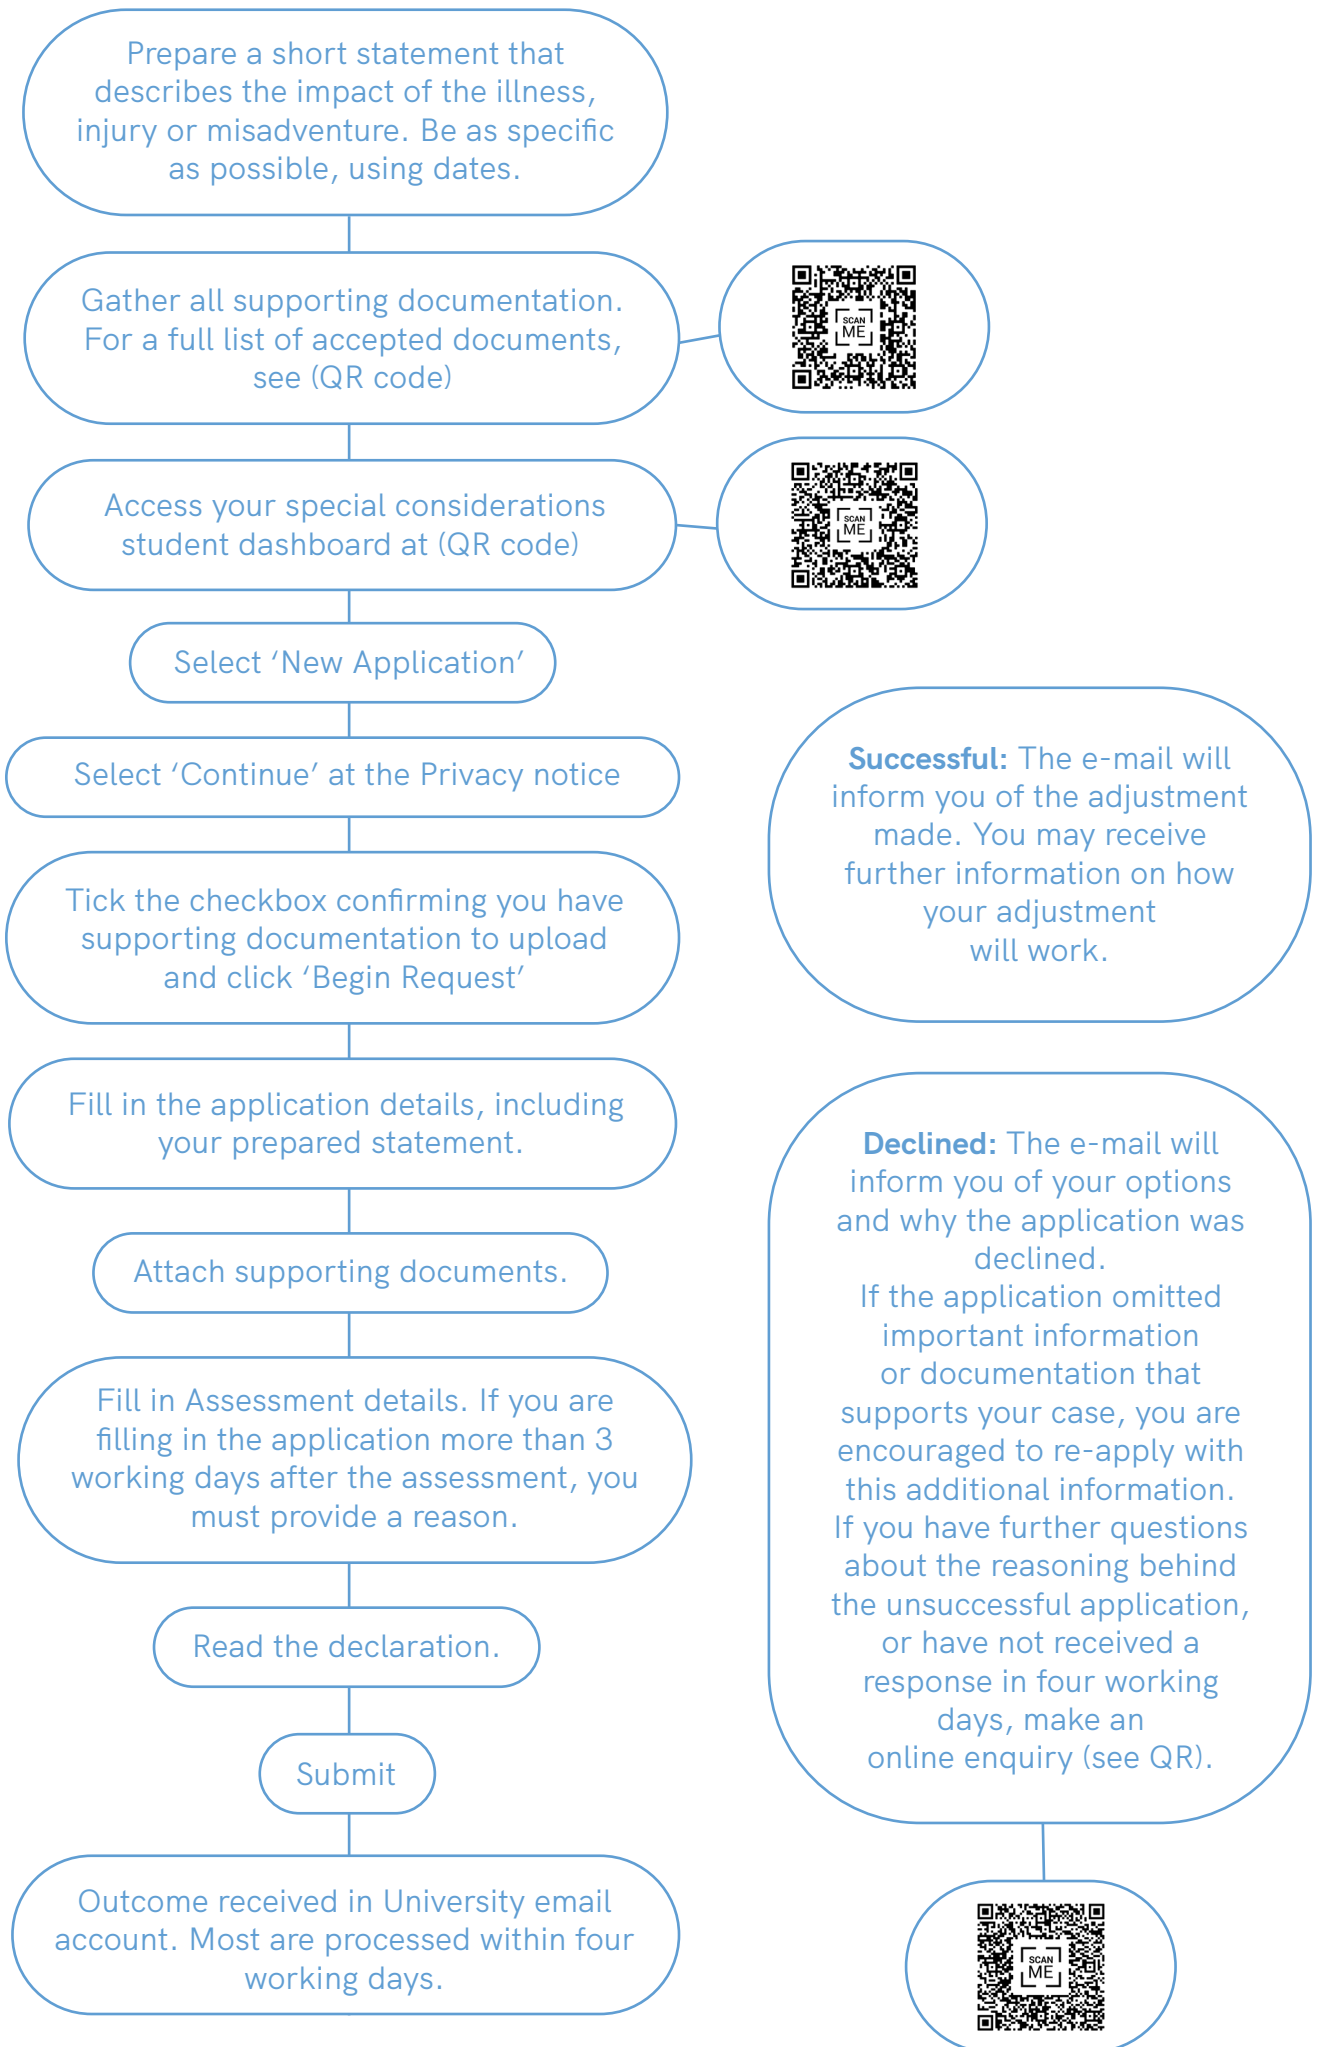 Prepare a short statement that
describes the impact of the illness,
injury or misadventure. Be as specific
as possible, using dates.
Gather all supporting documentation.
For a full list of accepted documents,
see (QR code)
SCAN
ME
Access your special considerations
student dashboard at (QR code)
SCAN
ME
Select ‘New Application’
Select ‘Continue’ at the Privacy notice
Tick the checkbox confirming you have
supporting documentation to upload
and click ‘Begin Request’
Fill in the application details, including
your prepared statement.
Attach supporting documents.
Fill in Assessment details. If you are
filling in the application more than 3
working days after the assessment, you
must provide a reason.
Read the declaration.
Submit
Outcome received in University email
account. Most are processed within four
working days.
Successful: The e-mail will
inform you of the adjustment
made. You may receive
further information on how
your adjustment
will work.
Declined: The e-mail will
inform you of your options
and why the application was
declined.
If the application omitted
important information
or documentation that
supports your case, you are
encouraged to re-apply with
this additional information.
If you have further questions
about the reasoning behind
the unsuccessful application,
or have not received a
response in four working
days, make an
online enquiry (see QR).
SCAN
ME